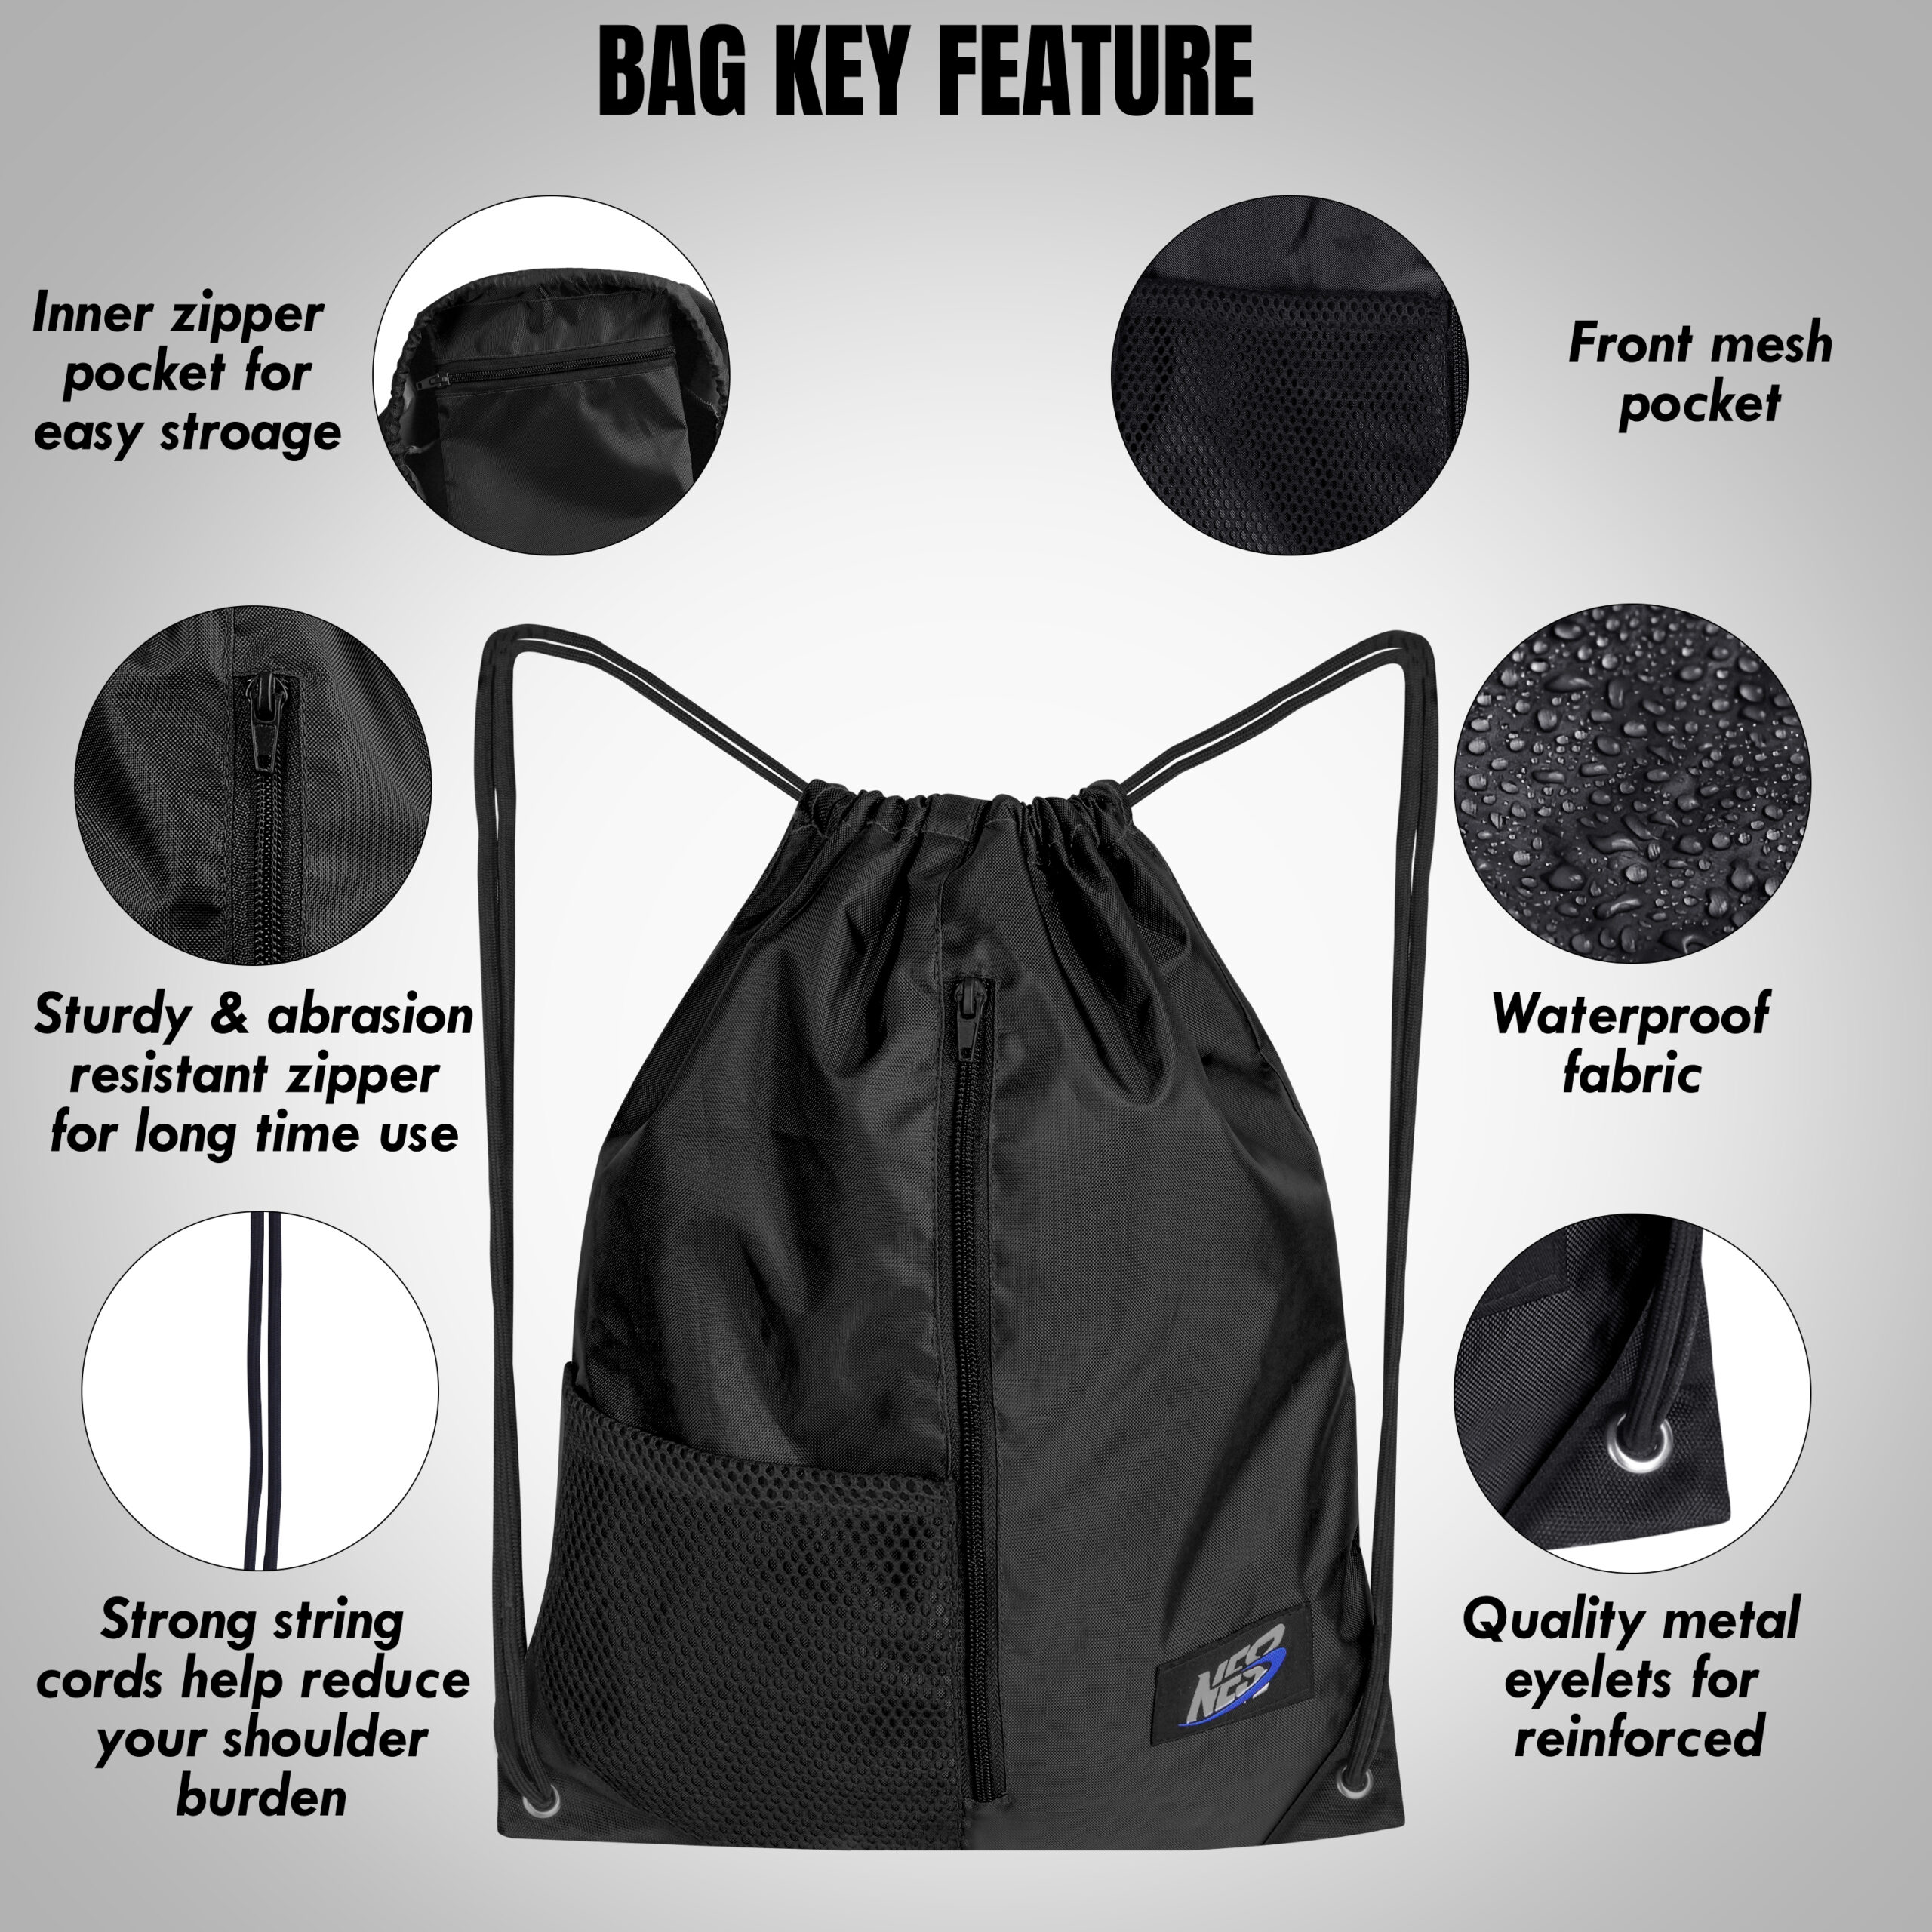 BAG KEY FEATURE
Inner zipper
pocket for
easy stroage
Front mesh
pocket
Sturdy & abrasion
resistant zipper
for long time use
Waterproof
fabric
Strong string
cords help reduce
your shoulder
burden
Quality metal
eyelets for
reinforced
NESO